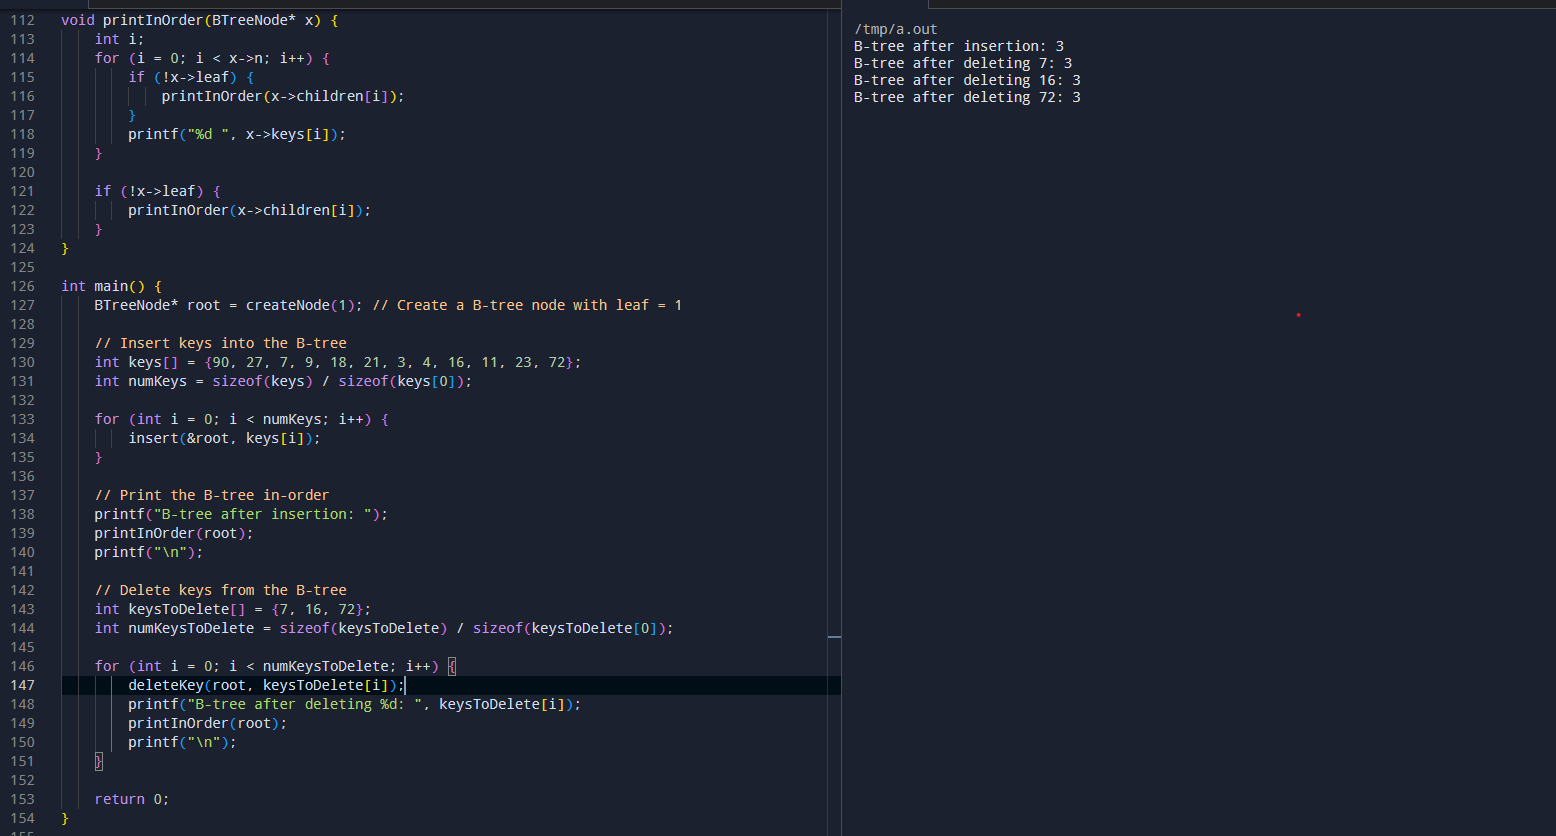 112 void printInOrder(BTreeNode* x) {
113     int i;
114     for (i = 0; i < x->n; i++) {
115         if (!x->leaf) {
116             printInOrder(x->children[i]);
117         }
118         printf("%d ", x->keys[i]);
119     }
120
121     if (!x->leaf) {
122         printInOrder(x->children[i]);
123     }
124 }
125
126 int main() {
127     BTreeNode* root = createNode(1); // Create a B-tree node with leaf = 1
128
129     // Insert keys into the B-tree
130     int keys[] = {90, 27, 7, 9, 18, 21, 3, 4, 16, 11, 23, 72};
131     int numKeys = sizeof(keys) / sizeof(keys[0]);
132
133     for (int i = 0; i < numKeys; i++) {
134         insert(&root, keys[i]);
135     }
136
137     // Print the B-tree in-order
138     printf("B-tree after insertion: ");
139     printInOrder(root);
140     printf("\n");
141
142     // Delete keys from the B-tree
143     int keysToDelete[] = {7, 16, 72};
144     int numKeysToDelete = sizeof(keysToDelete) / sizeof(keysToDelete[0]);
145
146     for (int i = 0; i < numKeysToDelete; i++) {
147         deleteKey(root, keysToDelete[i]);
148         printf("B-tree after deleting %d: ", keysToDelete[i]);
149         printInOrder(root);
150         printf("\n");
151     }
152
153     return 0;
154 }
/tmp/a.out
B-tree after insertion: 3
B-tree after deleting 7: 3
B-tree after deleting 16: 3
B-tree after deleting 72: 3